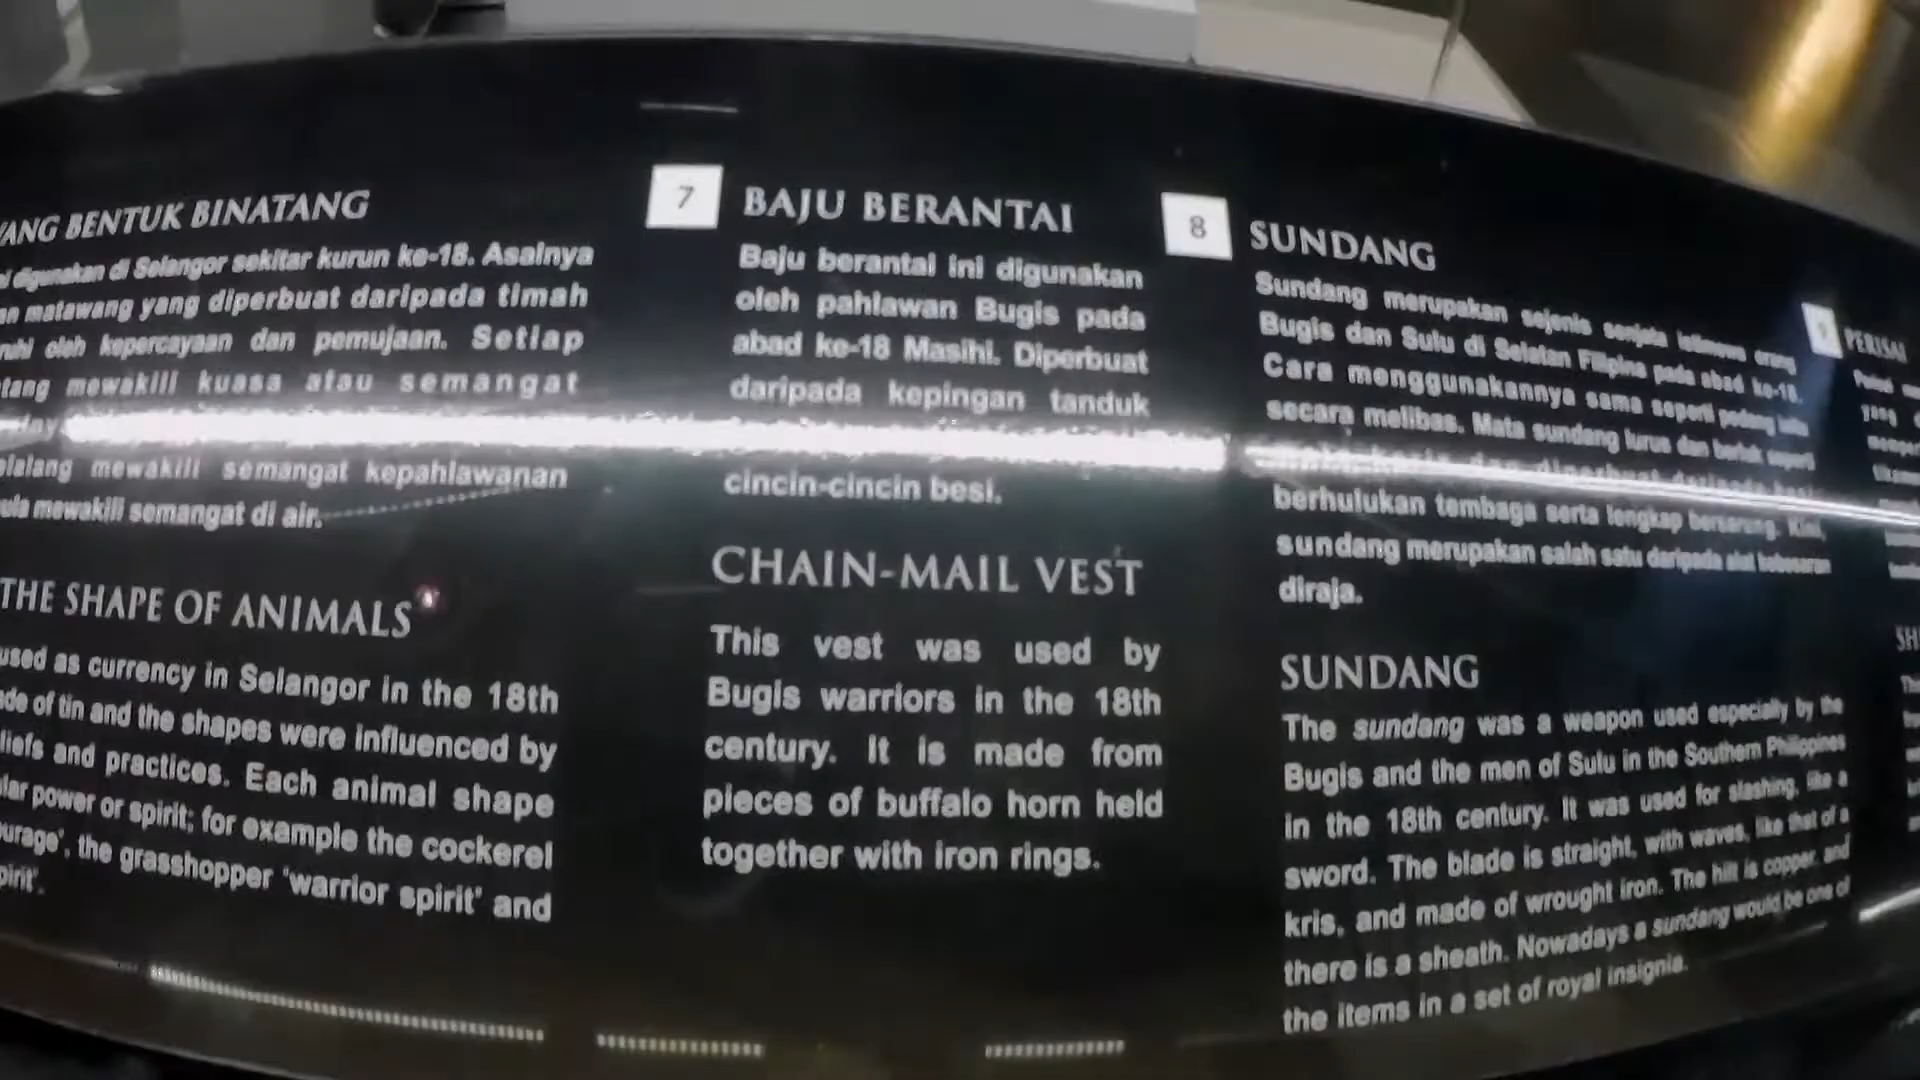 ANG BENTUK BINATANG
digunakan di Selangor sekitar kurun ke-18. Asalnya
matawang yang diperbuat daripada timah
oleh kepercayaan dan pemujaan. Setiap
mewakili kuasa atau semangat
mewakili semangat kepahlawanan
mewakili semangat di air.
THE SHAPE OF ANIMALS
used as currency in Selangor in the 18th
of tin and the shapes were influenced by
and practices. Each animal shape
power or spirit; for example the cockerel
the grasshopper 'warrior spirit' and
7
BAJU BERANTAI
Baju berantai ini digunakan
oleh pahlawan Bugis pada
abad ke-18 Masihi. Diperbuat
daripada kepingan tanduk
cincin-cincin besi.
CHAIN-MAIL VEST
This vest was used by
Bugis warriors in the 18th
century. It is made from
pieces of buffalo horn held
together with iron rings.
8
SUNDANG
Sundang merupakan sejenis senjata istimewa orang
Bugis dan Sulu di Selatan Filipina pada abad ke-18.
Cara menggunakannya sama seperti pedang
secara melibas. Mata sundang lurus dan berlok seperti
berhulukan tembaga serta lengkap bersarung. Kini,
sundang merupakan salah satu daripada alat kebesaran
diraja.
SUNDANG
The sundang was a weapon used especially by the
Bugis and the men of Sulu in the Southern Philippines
in the 18th century. It was used for slashing, like a
sword. The blade is straight, with waves, like that of a
kris, and made of wrought iron. The hilt is copper, and
there is a sheath. Nowadays a sundang would be one of
the items in a set of royal insignia.
9
PERISAI
yang